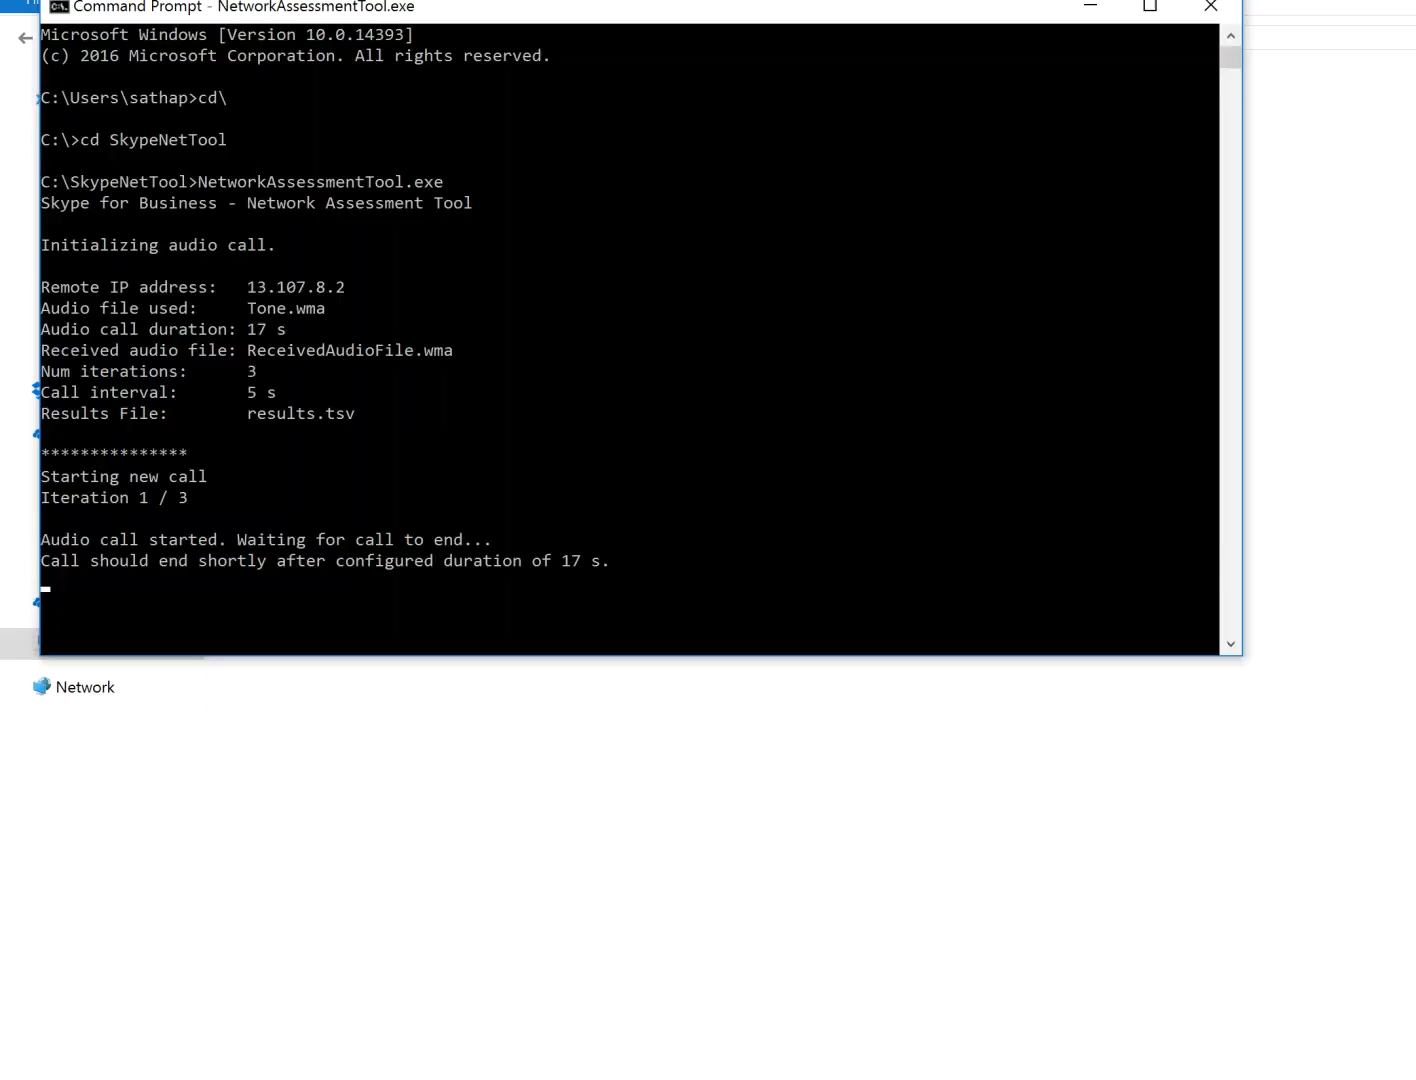 Command Prompt - NetworkAssessmentTool.exe
Microsoft Windows [Version 10.0.14393]
(c) 2016 Microsoft Corporation. All rights reserved.
C:\Users\sathap>cd\
C:\>cd SkypeNetTool
C:\SkypeNetTool>NetworkAssessmentTool.exe
Skype for Business - Network Assessment Tool
Initializing audio call.
Remote IP address: 13.107.8.2
Audio file used: Tone.wma
Audio call duration: 17 s
Received audio file: ReceivedAudioFile.wma
Num iterations: 3
Call interval: 5 s
Results File: results.tsv
***************
Starting new call
Iteration 1 / 3
Audio call started. Waiting for call to end...
Call should end shortly after configured duration of 17 s.
Network